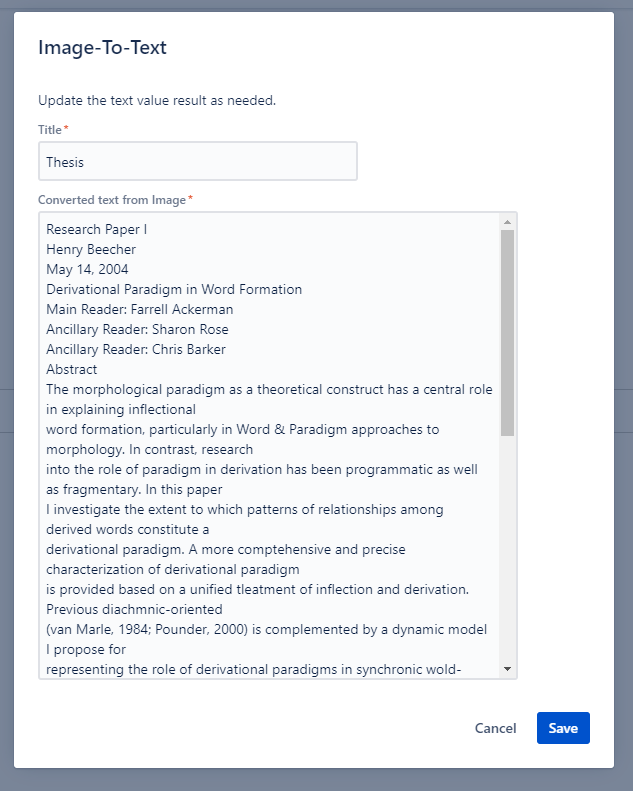 Image-To-Text
Update the text value result as needed.
Title*
Thesis
Converted text from Image*
Research Paper I
Henry Beecher
May 14, 2004
Derivational Paradigm in Word Formation
Main Reader: Farrell Ackerman
Ancillary Reader: Sharon Rose
Ancillary Reader: Chris Barker
Abstract
The morphological paradigm as a theoretical construct has a central role
in explaining inflectional
word formation, particularly in Word & Paradigm approaches to
morphology. In contrast, research
into the role of paradigm in derivation has been programmatic as well
as fragmentary. In this paper
I investigate the extent to which patterns of relationships among
derived words constitute a
derivational paradigm. A more comptehensive and precise
characterization of derivational paradigm
is provided based on a unified tleatment of inflection and derivation.
Previous diachmnic-oriented
(van Marle, 1984; Pounder, 2000) is complemented by a dynamic model
I propose for
representing the role of derivational paradigms in synchronic wold-
Cancel
Save